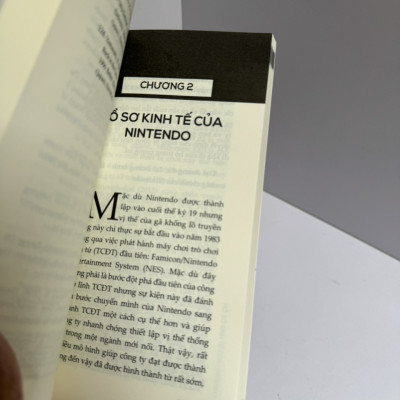 CHƯƠNG 2
Ồ SƠ KINH TẾ CỦA
NINTENDO
Mặc dù Nintendo được thành
lập vào cuối thế kỷ 19 nhưng
vị thế của gã khổng lồ truyền
này chỉ thực sự bắt đầu vào năm 1983
qua việc phát hành máy trò chơi
tử (TCĐT) đầu tiên: Famicon/Nintendo
ertainment System (NES). Mặc dù đây
phải là bước đột phá đầu tiên của công
lĩnh TCĐT nhưng sự kiện này đã đánh
bước chuyển mình của Nintendo sang
TCĐT một cách cụ thể hơn và giúp
ty nhanh chóng thiết lập vị thế thống
trong một ngành mới nổi. Thật vậy, rất
mô hình giúp công ty đạt được thành
đến vậy đã được hình thành từ rất sớm,